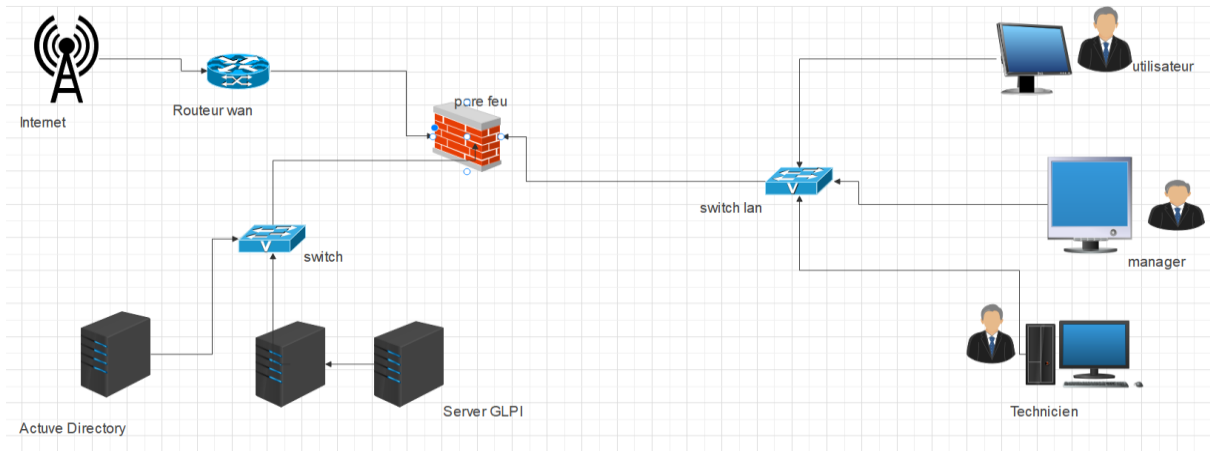 Internet
Routeur wan
pare feu
utilisateur
switch lan
switch
manager
Actuve Directory
Server GLPI
Technicien